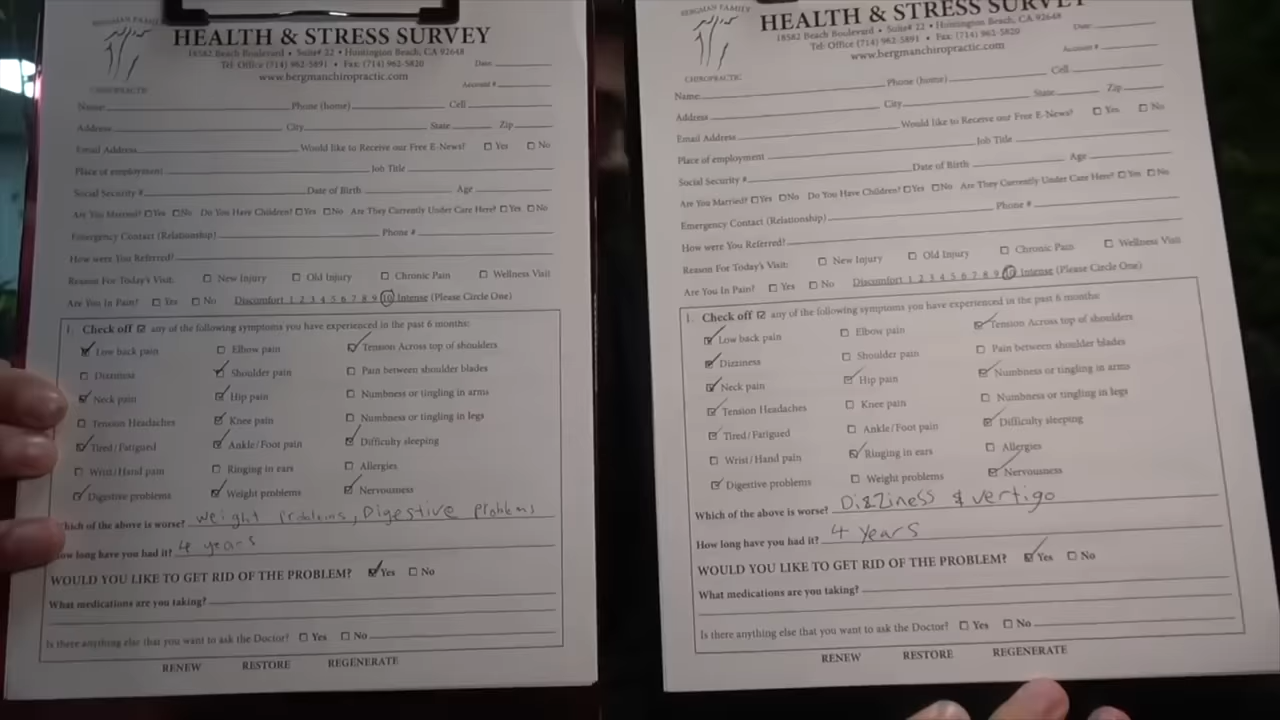 BERGMAN FAMILY
CHIROPRACTIC
HEALTH & STRESS SURVEY
18582 Beach Boulevard • Suite# 22 • Huntington Beach, CA 92648
Tel: Office (714) 962-5891 • Fax: (714) 962-5820
www.bergmanchiropractic.com
Date:
Account #
Name: Phone (home) Cell
Address City State Zip
Email Address Would like to Receive our Free E-News? Yes No
Place of employment Job Title
Social Security # Date of Birth Age
Are You Married? Yes No Do You Have Children? Yes No Are They Currently Under Care Here? Yes No
Emergency Contact (Relationship) Phone #
How were You Referred?
Reason For Today's Visit: New Injury Old Injury Chronic Pain Wellness Visit
Are You In Pain? Yes No Discomfort 1 2 3 4 5 6 7 8 9 10 Intense (Please Circle One)
1. Check off any of the following symptoms you have experienced in the past 6 months:
Low back pain Elbow pain Tension Across top of shoulders
Dizziness Shoulder pain Pain between shoulder blades
Neck pain Hip pain Numbness or tingling in arms
Tension Headaches Knee pain Numbness or tingling in legs
Tired/Fatigued Ankle/Foot pain Difficulty sleeping
Wrist/Hand pain Ringing in ears Allergies
Digestive problems Weight problems Nervousness
Which of the above is worse? Weight problems, Digestive problems
How long have you had it? 4 years
WOULD YOU LIKE TO GET RID OF THE PROBLEM? Yes No
What medications are you taking?
Is there anything else that you want to ask the Doctor? Yes No
RENEW RESTORE REGENERATE
BERGMAN FAMILY
CHIROPRACTIC
HEALTH & STRESS SURVEY
18582 Beach Boulevard • Suite# 22 • Huntington Beach, CA 92648
Tel: Office (714) 962-5891 • Fax: (714) 962-5820
www.bergmanchiropractic.com
Date:
Account #
Name: Phone (home) Cell
Address City State Zip
Email Address Would like to Receive our Free E-News? Yes No
Place of employment Job Title
Social Security # Date of Birth Age
Are You Married? Yes No Do You Have Children? Yes No Are They Currently Under Care Here? Yes No
Emergency Contact (Relationship) Phone #
How were You Referred?
Reason For Today's Visit: New Injury Old Injury Chronic Pain Wellness Visit
Are You In Pain? Yes No Discomfort 1 2 3 4 5 6 7 8 9 10 Intense (Please Circle One)
1. Check off any of the following symptoms you have experienced in the past 6 months:
Low back pain Elbow pain Tension Across top of shoulders
Dizziness Shoulder pain Pain between shoulder blades
Neck pain Hip pain Numbness or tingling in arms
Tension Headaches Knee pain Numbness or tingling in legs
Tired/Fatigued Ankle/Foot pain Difficulty sleeping
Wrist/Hand pain Ringing in ears Allergies
Digestive problems Weight problems Nervousness
Which of the above is worse? Dizziness & vertigo
How long have you had it? 4 years
WOULD YOU LIKE TO GET RID OF THE PROBLEM? Yes No
What medications are you taking?
Is there anything else that you want to ask the Doctor? Yes No
RENEW RESTORE REGENERATE